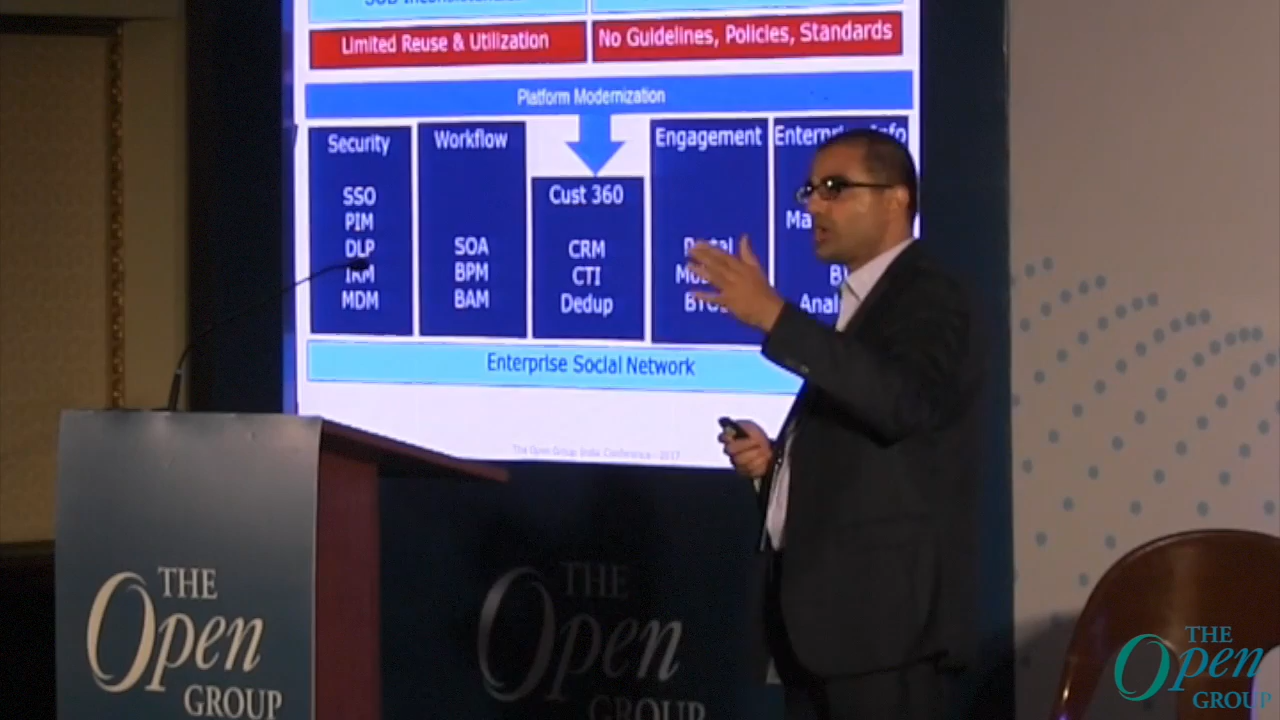 Limited Reuse & Utilization
No Guidelines, Policies, Standards
Platform Modernization
Security
SSO
PIM
DLP
IRM
MDM
Workflow
SOA
BPM
BAM
Cust 360
CRM
CTI
Dedup
Engagement
Enterprise Social Network
The Open Group India Conference - 2017
THE
Open
GROUP
THE
Open
GROUP
THE
Open
GROUP